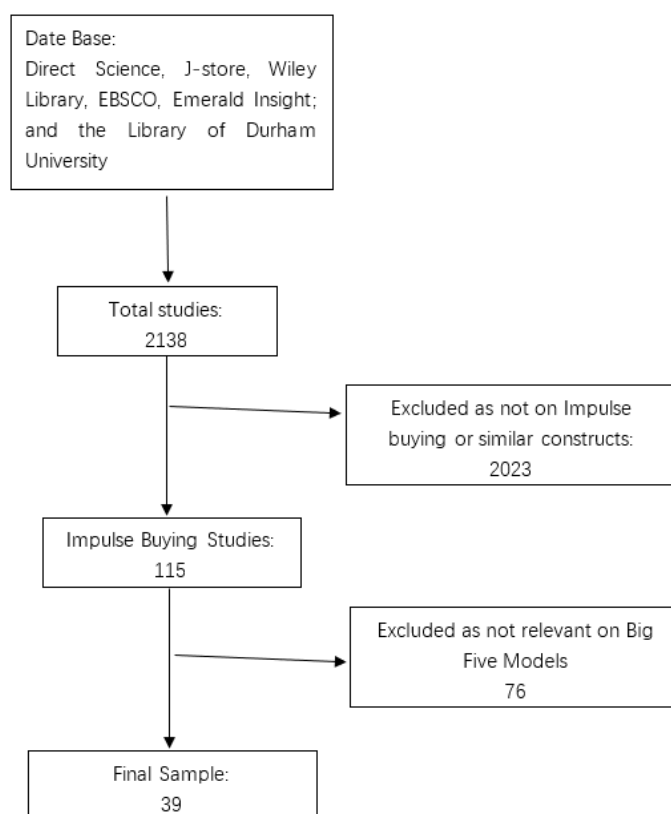 Date Base:
Direct Science, J-store, Wiley
Library, EBSCO, Emerald Insight;
and the Library of Durham
University
Total studies:
2138
Excluded as not on Impulse
buying or similar constructs:
2023
Impulse Buying Studies:
115
Excluded as not relevant on Big
Five Models
76
Final Sample:
39